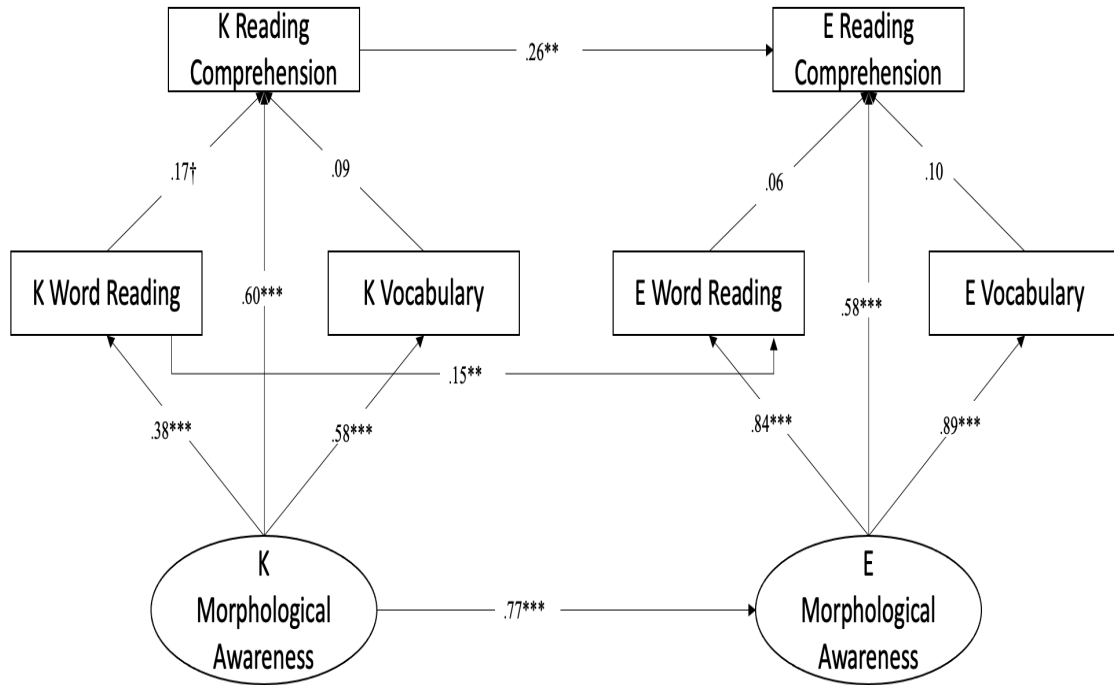 K Reading
Comprehension
.26**
E Reading
Comprehension
.17†
.09
.06
.10
K Word Reading
.60***
K Vocabulary
E Word Reading
.58***
E Vocabulary
.15**
.38***
.58***
.84***
.89***
K
Morphological
Awareness
.77***
E
Morphological
Awareness